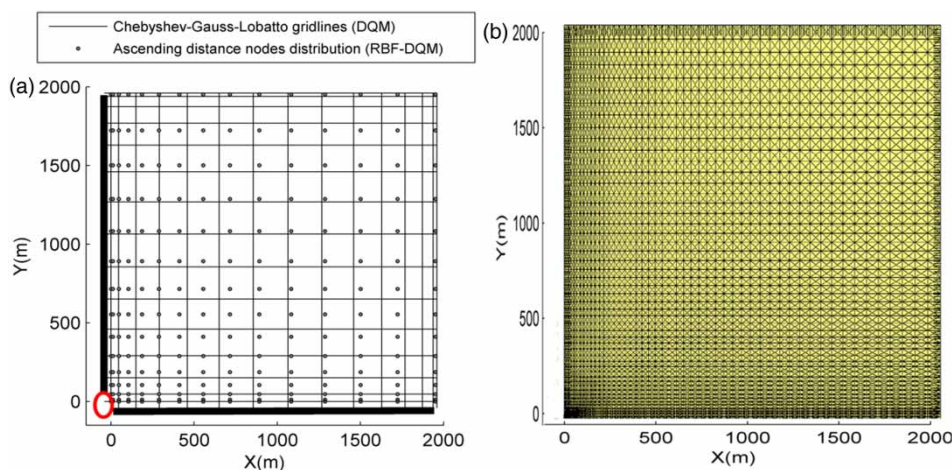 Chebyshev-Gauss-Lobatto gridlines (DQM)
Ascending distance nodes distribution (RBF-DQM)
(a)
2000
1500
1000
500
0
Y(m)
0 500 1000 1500 2000
X(m)
(b)
2000
1500
1000
500
0
Y(m)
0 500 1000 1500 2000
X(m)